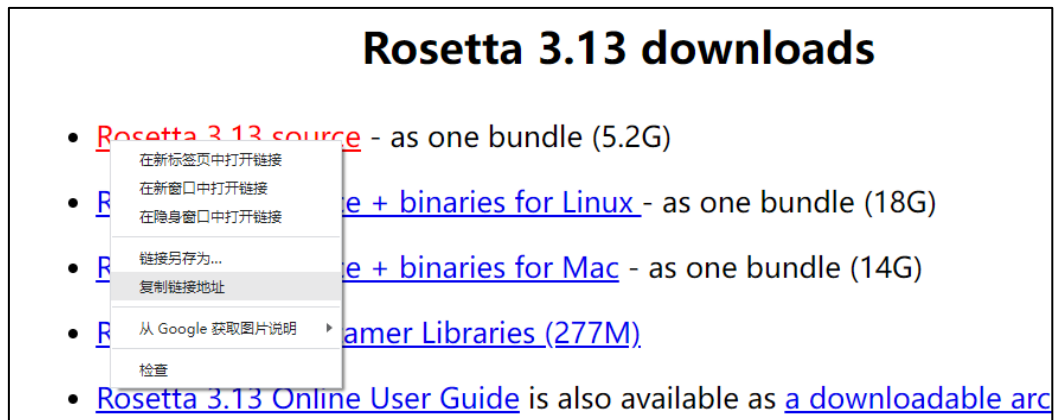 Rosetta 3.13 downloads
• Rosetta 3.13 source - as one bundle (5.2G)
在新标签页中打开链接
在新窗口中打开链接
在隐身窗口中打开链接
链接另存为...
复制链接地址
从 Google 获取图片说明
检查
• R e + binaries for Linux - as one bundle (18G)
• R e + binaries for Mac - as one bundle (14G)
• R amer Libraries (277M)
• Rosetta 3.13 Online User Guide is also available as a downloadable arc